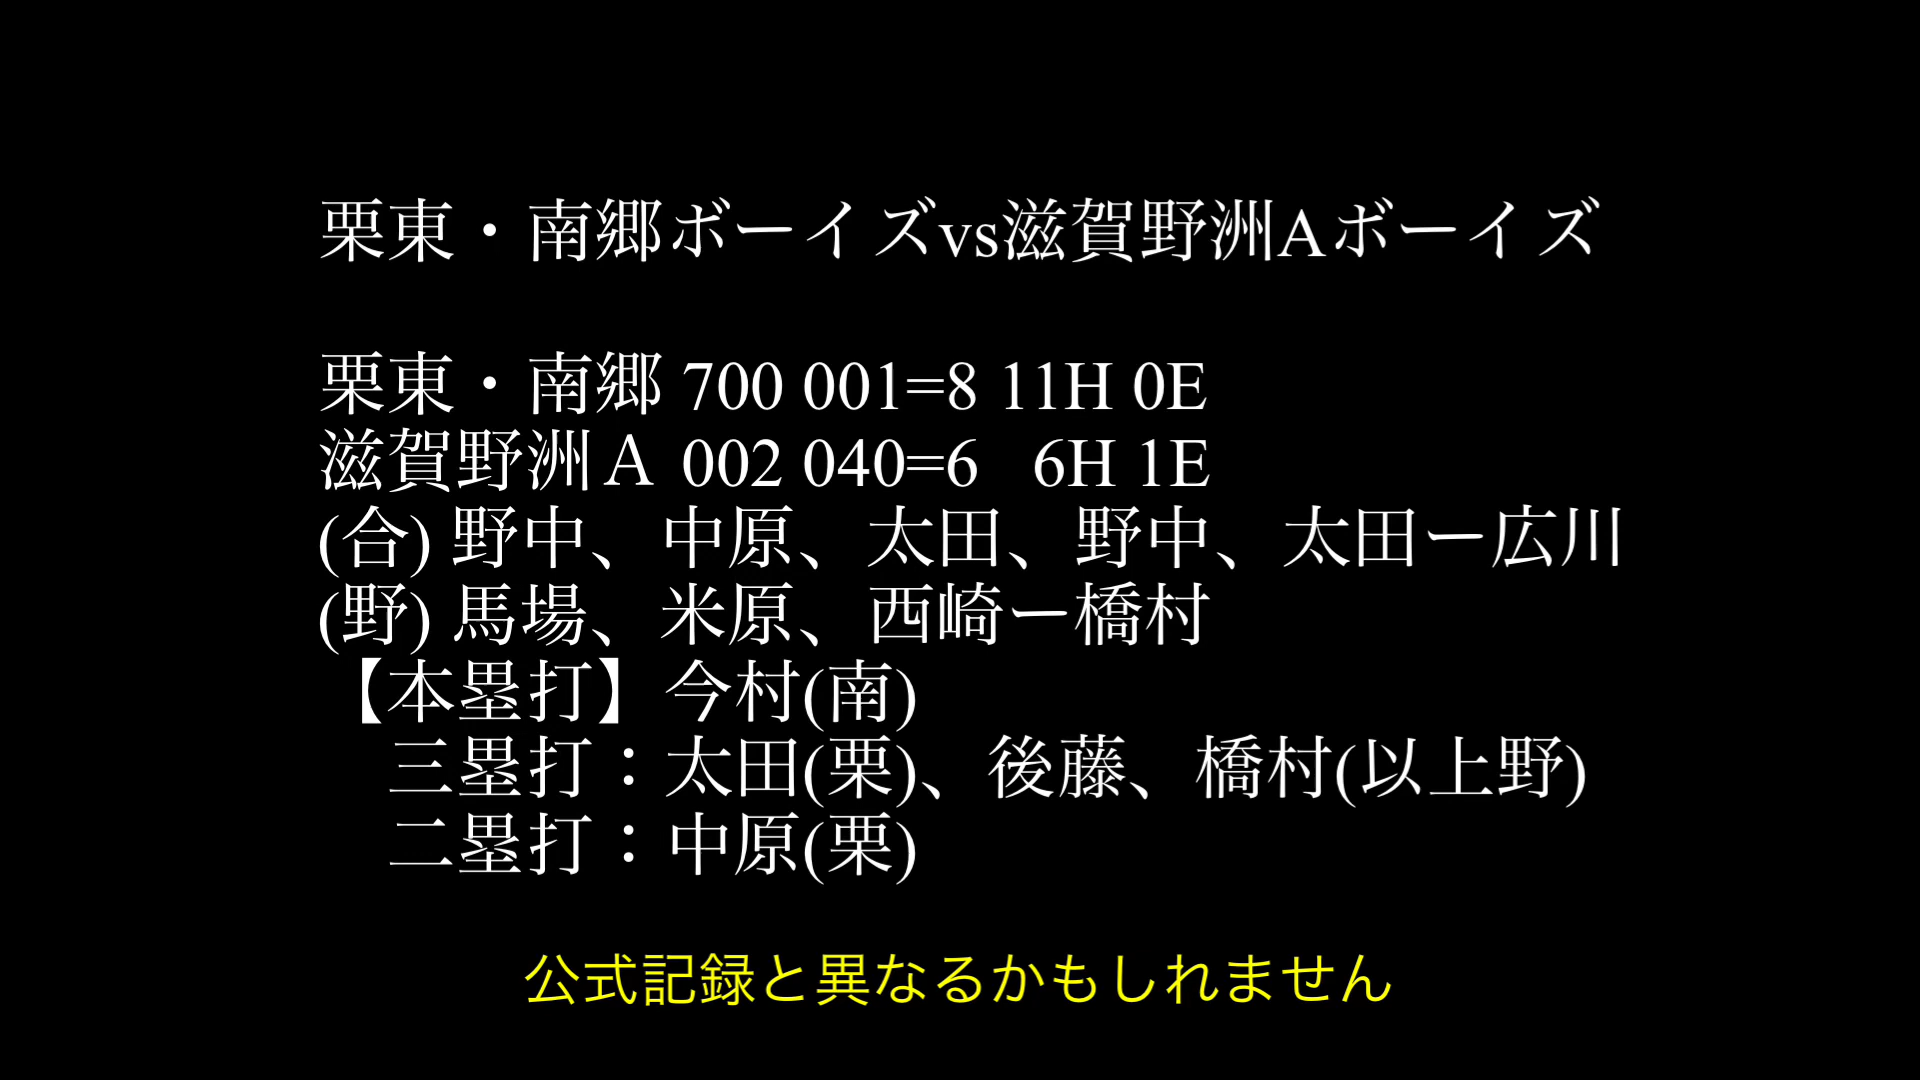 栗東・南郷ボーイズvs滋賀野洲Aボーイズ
栗東・南郷 700 001=8 11H 0E
滋賀野洲Ａ 002 040=6 6H 1E
(合) 野中、中原、太田、野中、太田ー広川
(野) 馬場、米原、西崎ー橋村
【本塁打】今村(南)
三塁打：太田(栗)、後藤、橋村(以上野)
二塁打：中原(栗)
公式記録と異なるかもしれません